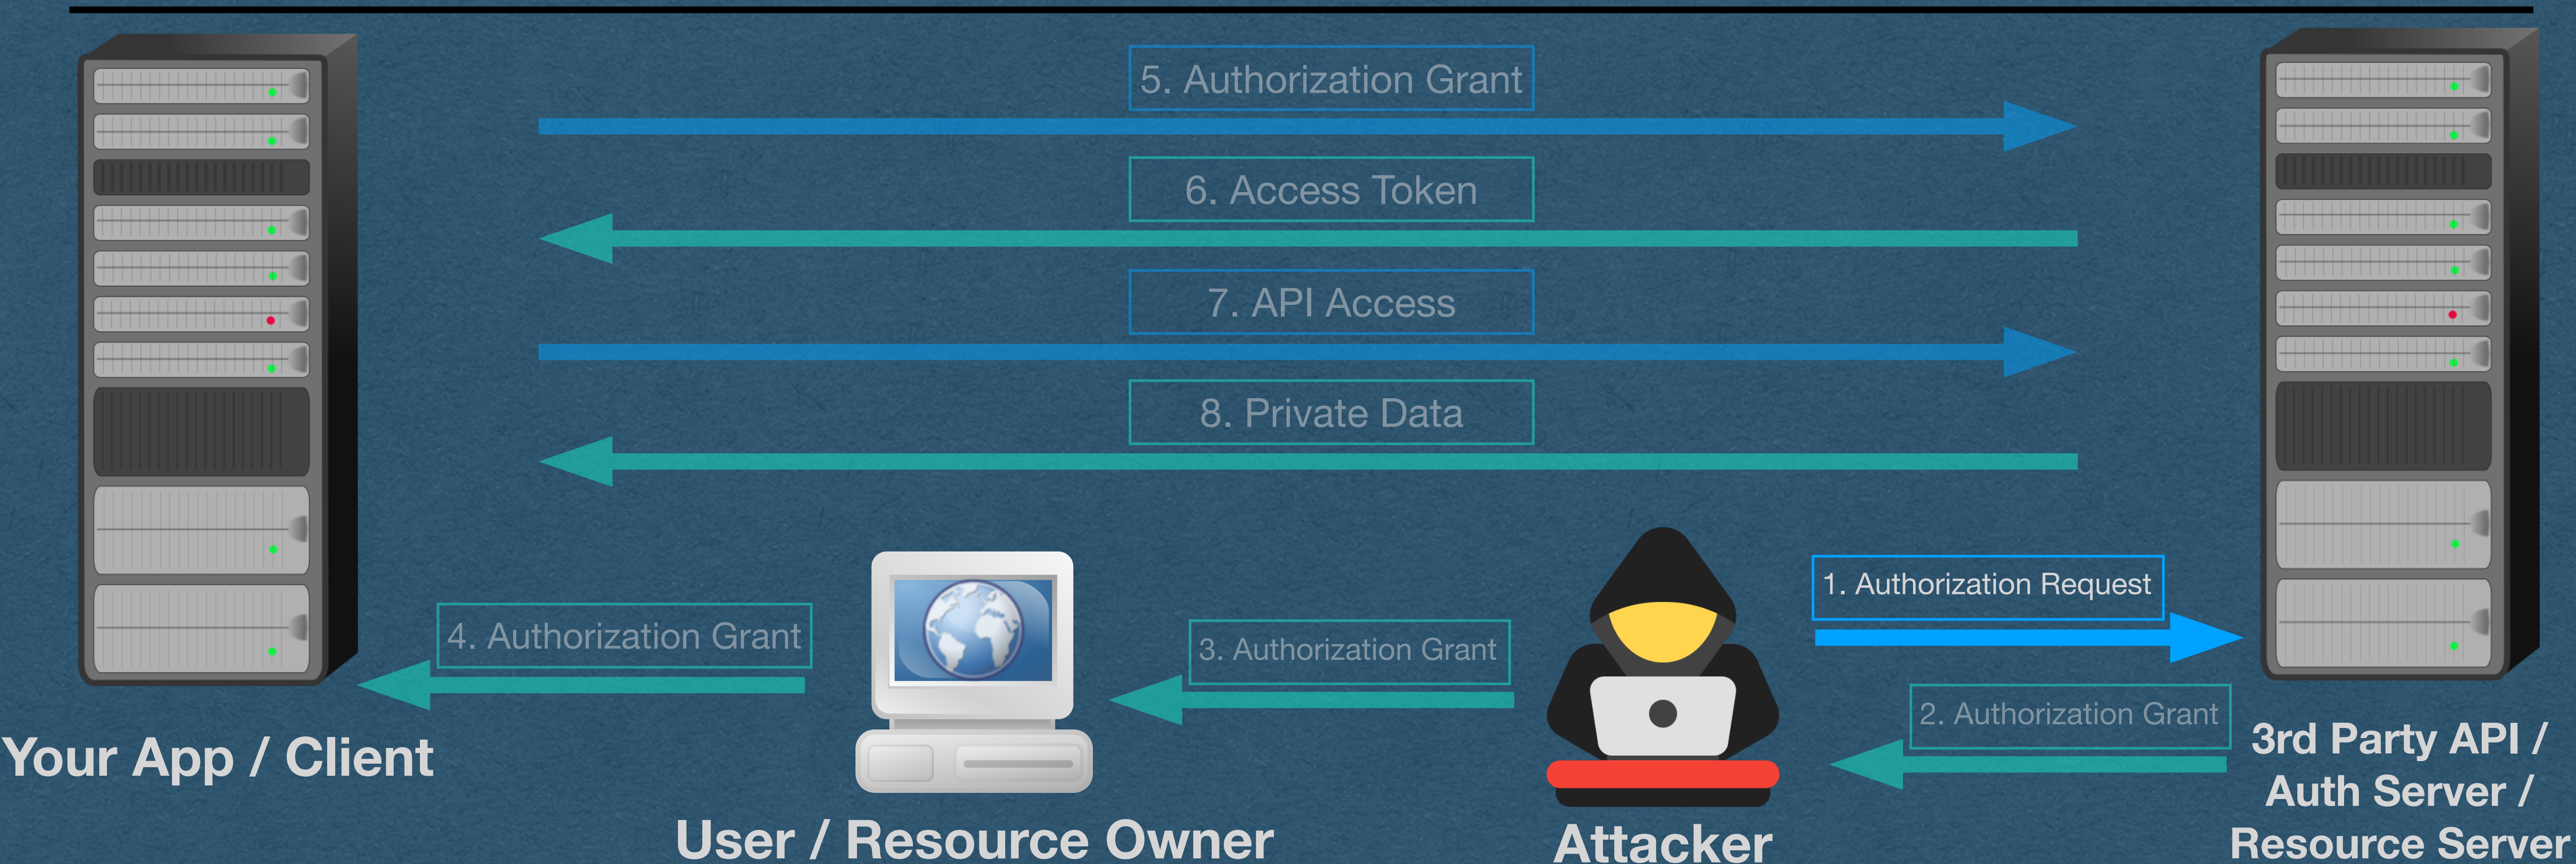 5. Authorization Grant
6. Access Token
7. API Access
8. Private Data
1. Authorization Request
4. Authorization Grant
3. Authorization Grant
2. Authorization Grant
Your App / Client
User / Resource Owner
Attacker
3rd Party API /
Auth Server /
Resource Server